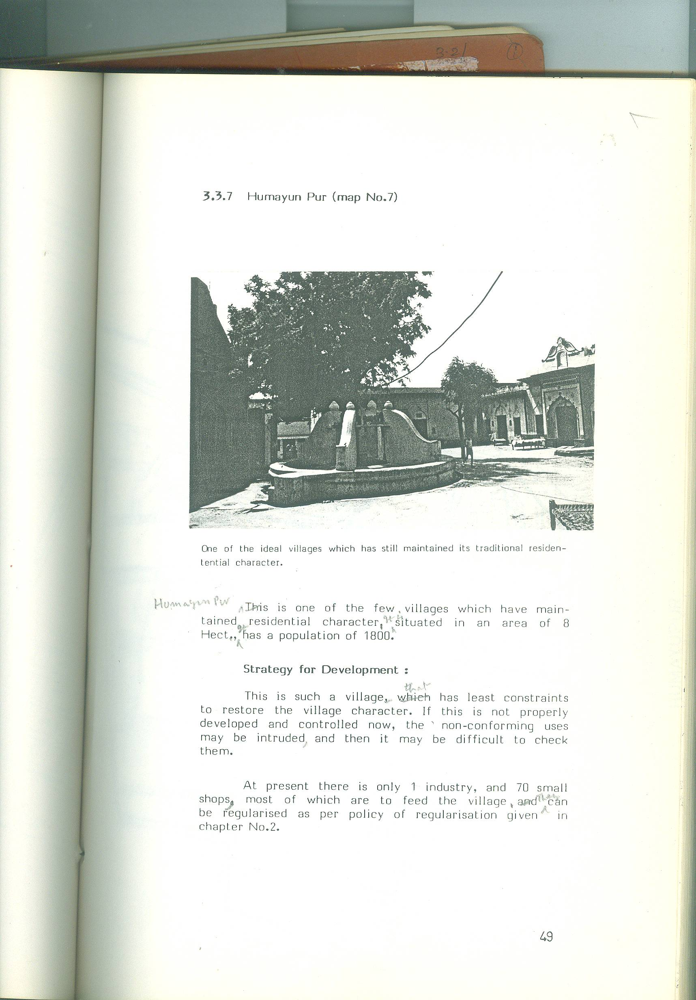 3-21 1
7
3.3.7 Humayun Pur (map No.7)
One of the ideal villages which has still maintained its traditional residen-
tential character.
Humayun Pur This is one of the few villages which have main-
tained residential character, It is situated in an area of 8
Hect., It has a population of 1800.
Strategy for Development :
that
This is such a village, which has least constraints
to restore the village character. If this is not properly
developed and controlled now, the non-conforming uses
may be intruded, and then it may be difficult to check
them.
At present there is only 1 industry, and 70 small
shops, most of which are to feed the village, and they can
be regularised as per policy of regularisation given in
chapter No.2.
49